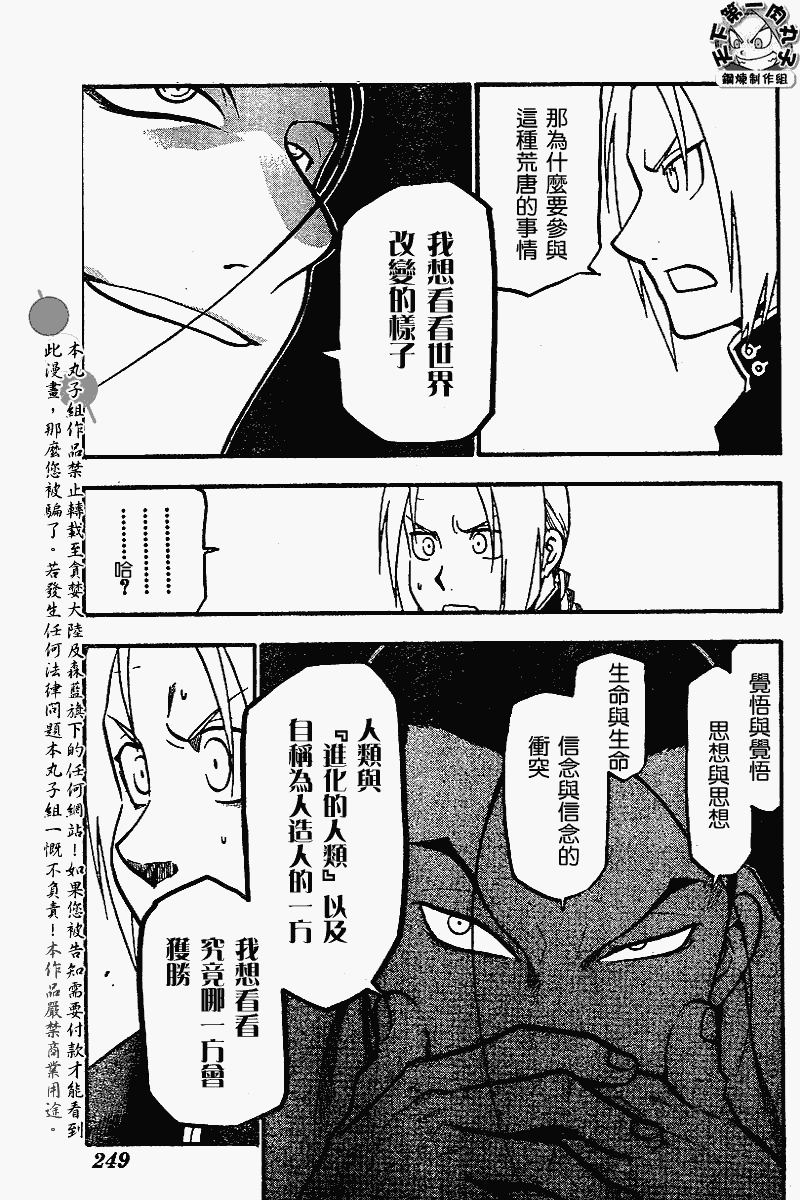 天下第一肉丸子
鋼煉制作組
那為什麼要參與
這種荒唐的事情
我想看看世界
改變的樣子
………
………
………哈?
覺悟與覺悟
思想與思想
生命與生命
信念與信念的
衝突
人類與
『進化的人類』以及
自稱為人造人的一方
我想看看
究竟哪一方會
獲勝
本丸子組作品禁止轉載至貪婪大陸及森藍旗下的任何網站!如果您被告知需要付款才能看到
此漫畫,那麼您被騙了。若發生任何法律問題本丸子組一慨不負責!本作品嚴禁商業用途。
249